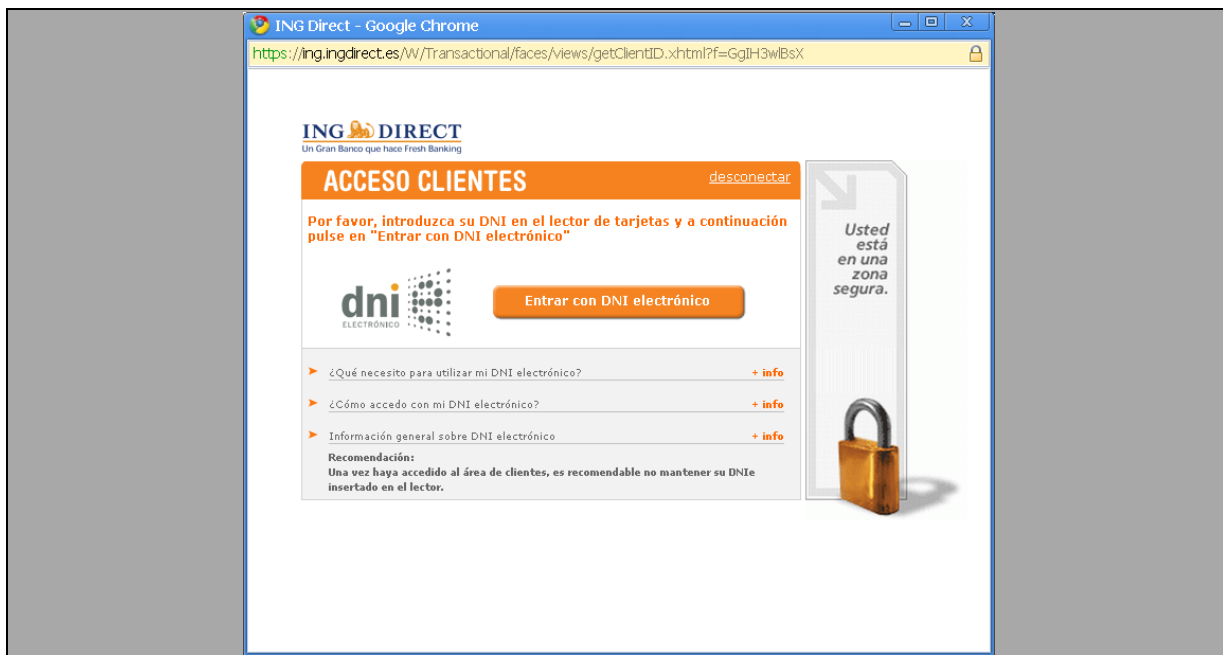 ING Direct - Google Chrome
https://ing.ingdirect.es/W/Transactional/faces/views/getClientID.xhtml?f=GgIH3wlBsX
ING DIRECT
Un Gran Banco que hace Fresh Banking
ACCESO CLIENTES
desconectar
Por favor, introduzca su DNI en el lector de tarjetas y a continuación
pulse en "Entrar con DNI electrónico"
dni
ELECTRÓNICO
Entrar con DNI electrónico
¿Qué necesito para utilizar mi DNI electrónico? + info
¿Cómo accedo con mi DNI electrónico? + info
Información general sobre DNI electrónico + info
Recomendación:
Una vez haya accedido al área de clientes, es recomendable no mantener su DNIe
insertado en el lector.
Usted
está
en una
zona
segura.